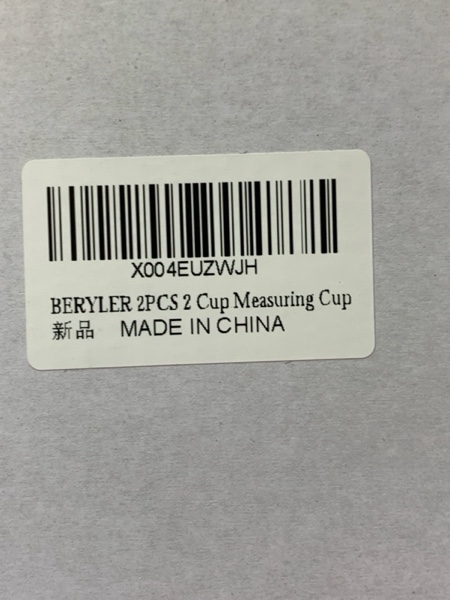 X004EUZWJH
BERYLER 2PCS 2 Cup Measuring Cup
新品 MADE IN CHINA